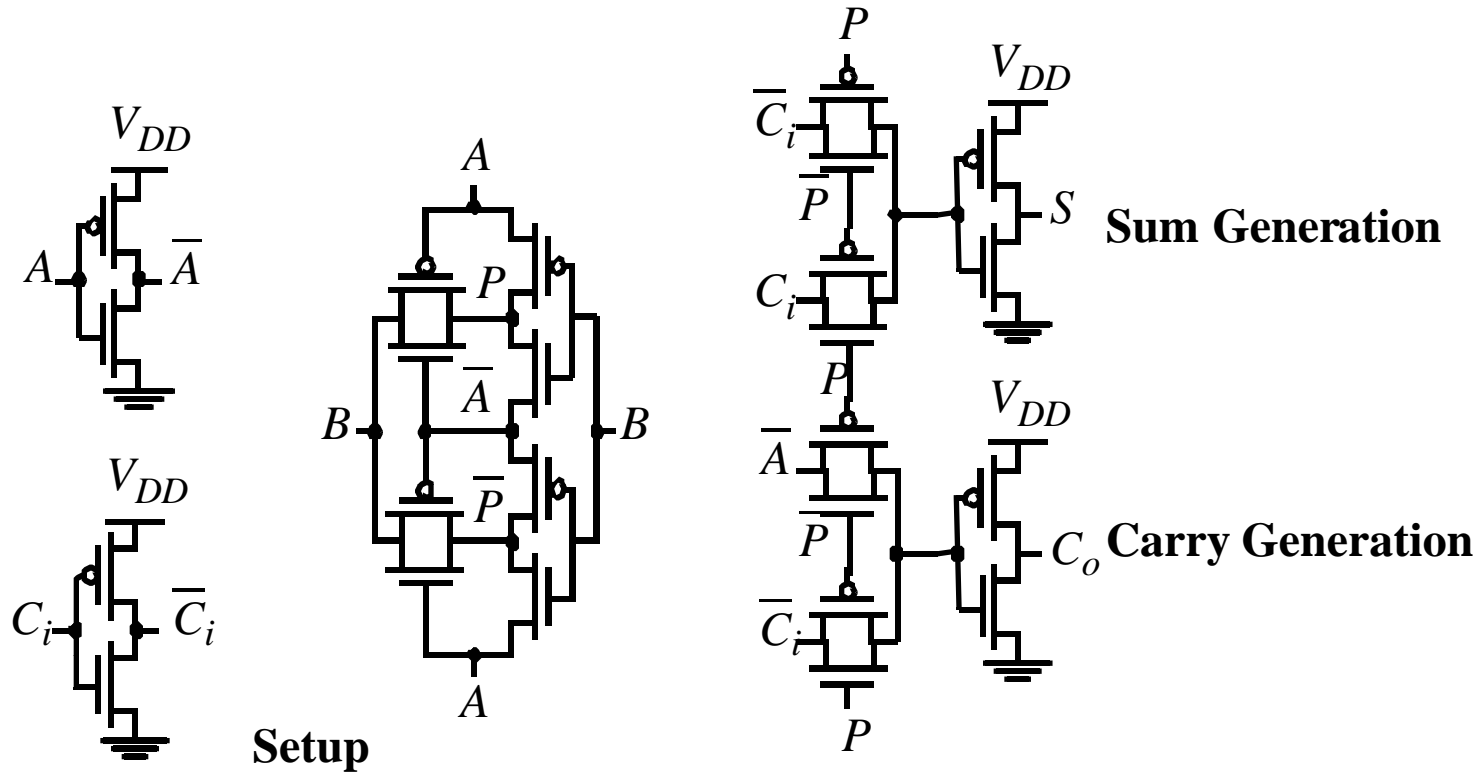 V_DD
A
A̅
V_DD
C_i
C̅_i
Setup
A
P
A̅
B
B
P̅
A
P
C̅_i
P̅
C_i
P
V_DD
S
Sum Generation
A̅
P̅
C̅_i
P
V_DD
C_o
Carry Generation